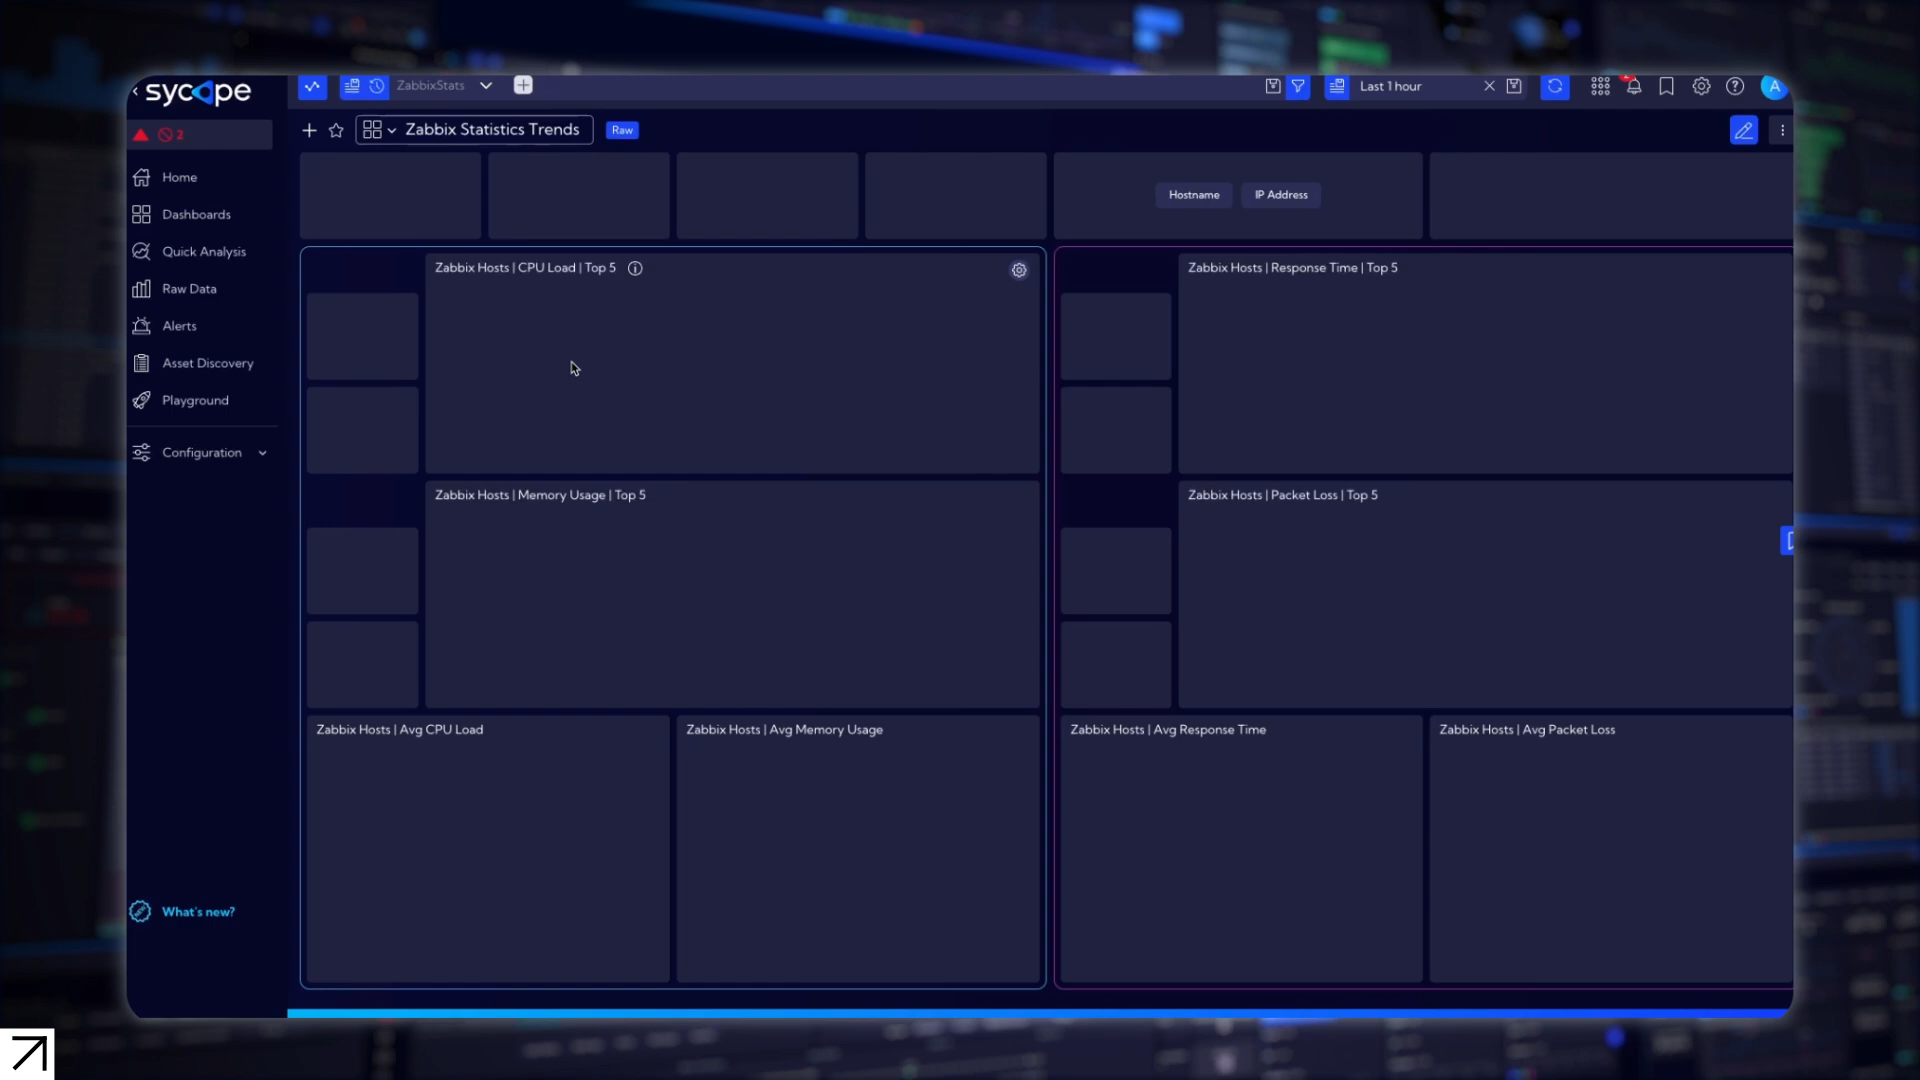 sycope
ZabbixStats
Last 1 hour
A
2
Zabbix Statistics Trends
Raw
Home
Dashboards
Quick Analysis
Raw Data
Alerts
Asset Discovery
Playground
Configuration
What's new?
Hostname
IP Address
Zabbix Hosts | CPU Load | Top 5
Zabbix Hosts | Response Time | Top 5
Zabbix Hosts | Memory Usage | Top 5
Zabbix Hosts | Packet Loss | Top 5
Zabbix Hosts | Avg CPU Load
Zabbix Hosts | Avg Memory Usage
Zabbix Hosts | Avg Response Time
Zabbix Hosts | Avg Packet Loss